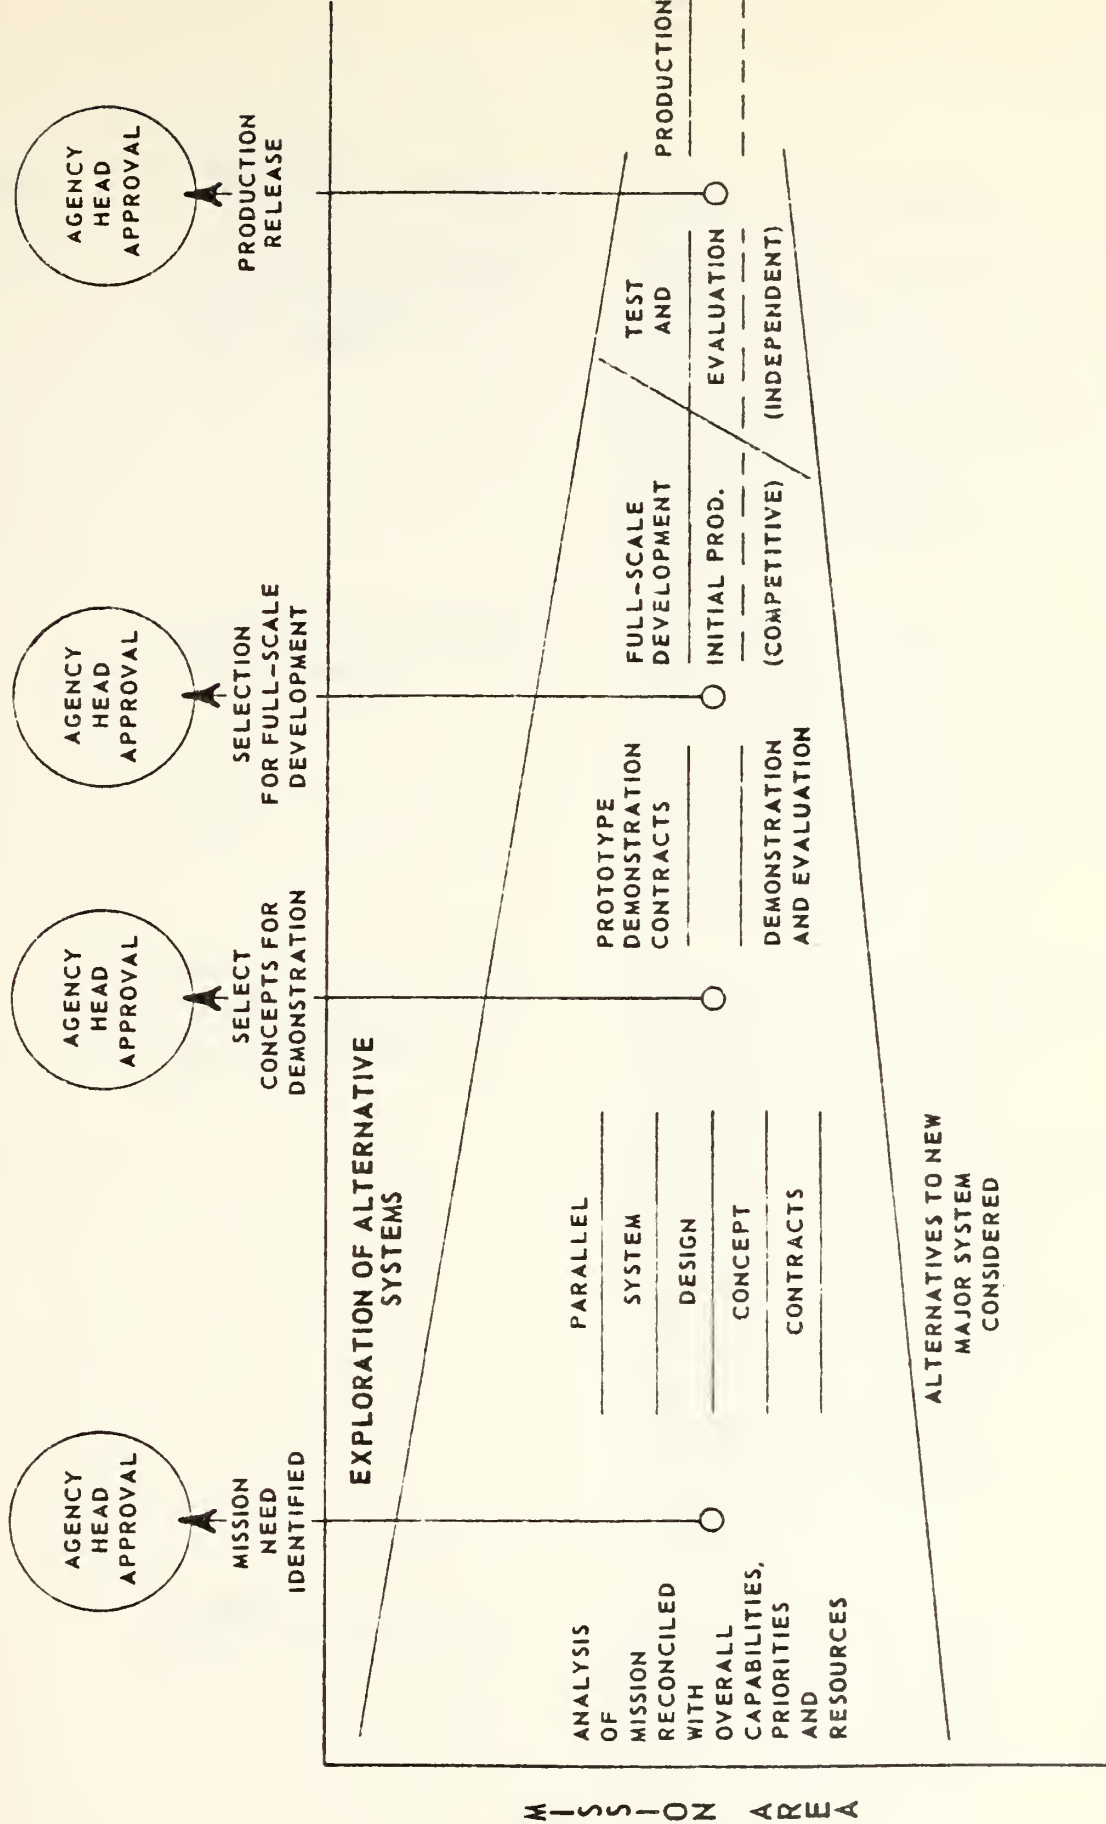 AGENCY
HEAD
APPROVAL
MISSION
NEED
IDENTIFIED
AGENCY
HEAD
APPROVAL
SELECT
CONCEPTS FOR
DEMONSTRATION
AGENCY
HEAD
APPROVAL
SELECTION
FOR FULL-SCALE
DEVELOPMENT
AGENCY
HEAD
APPROVAL
PRODUCTION
RELEASE
EXPLORATION OF ALTERNATIVE
SYSTEMS
MISSION AREA
ANALYSIS
OF
MISSION
RECONCILED
WITH
OVERALL
CAPABILITIES,
PRIORITIES
AND
RESOURCES
PARALLEL
SYSTEM
DESIGN
CONCEPT
CONTRACTS
PROTOTYPE
DEMONSTRATION
CONTRACTS
DEMONSTRATION
AND EVALUATION
FULL-SCALE
DEVELOPMENT
INITIAL PROD.
(COMPETITIVE)
TEST
AND
EVALUATION
(INDEPENDENT)
PRODUCTION
ALTERNATIVES TO NEW
MAJOR SYSTEM
CONSIDERED